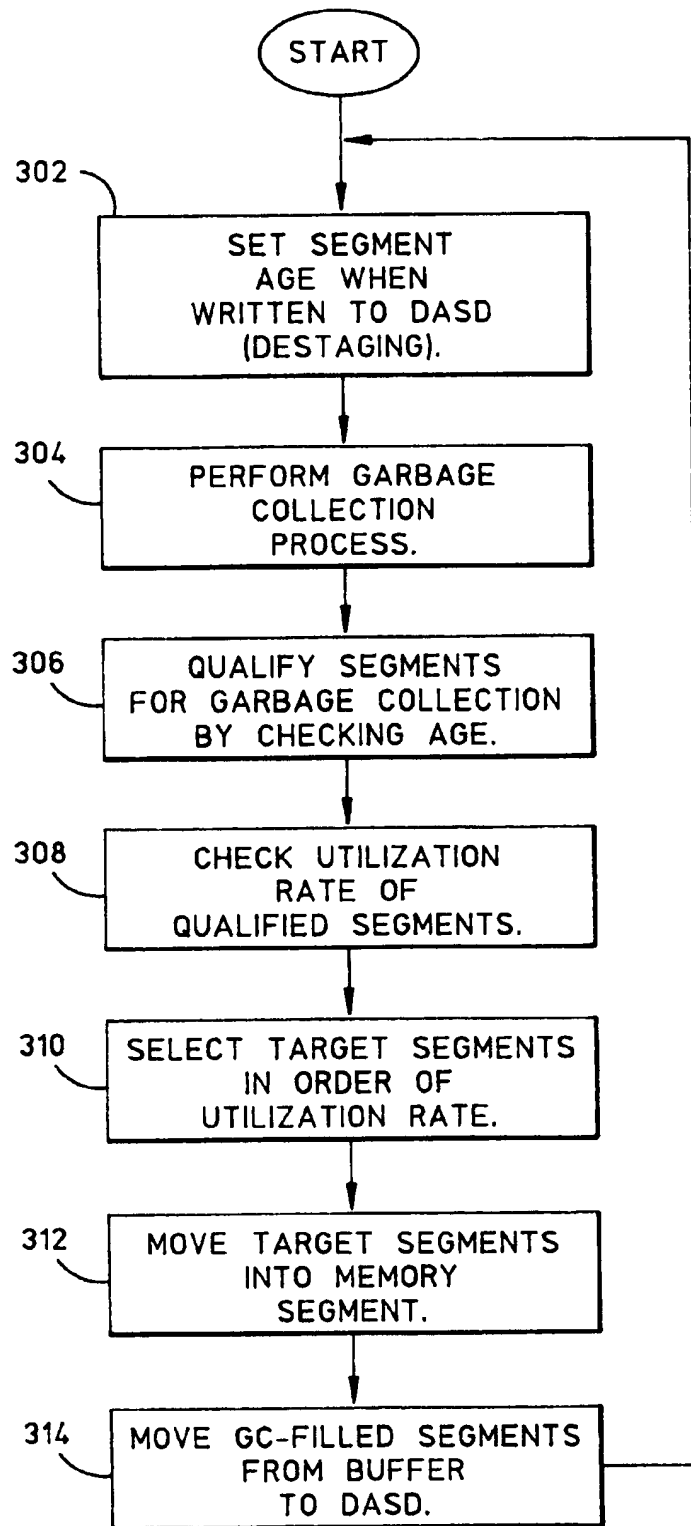 START
302
SET SEGMENT
AGE WHEN
WRITTEN TO DASD
(DESTAGING).
304
PERFORM GARBAGE
COLLECTION
PROCESS.
306
QUALIFY SEGMENTS
FOR GARBAGE COLLECTION
BY CHECKING AGE.
308
CHECK UTILIZATION
RATE OF
QUALIFIED SEGMENTS.
310
SELECT TARGET SEGMENTS
IN ORDER OF
UTILIZATION RATE.
312
MOVE TARGET SEGMENTS
INTO MEMORY
SEGMENT.
314
MOVE GC-FILLED SEGMENTS
FROM BUFFER
TO DASD.